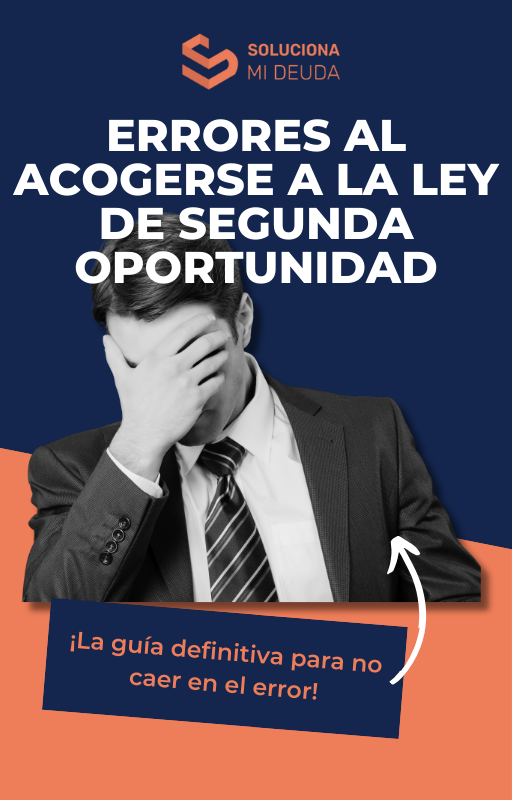 SOLUCIONA
MI DEUDA
ERRORES AL
ACOGERSE A LA LEY
DE SEGUNDA
OPORTUNIDAD
¡La guía definitiva para no
caer en el error!